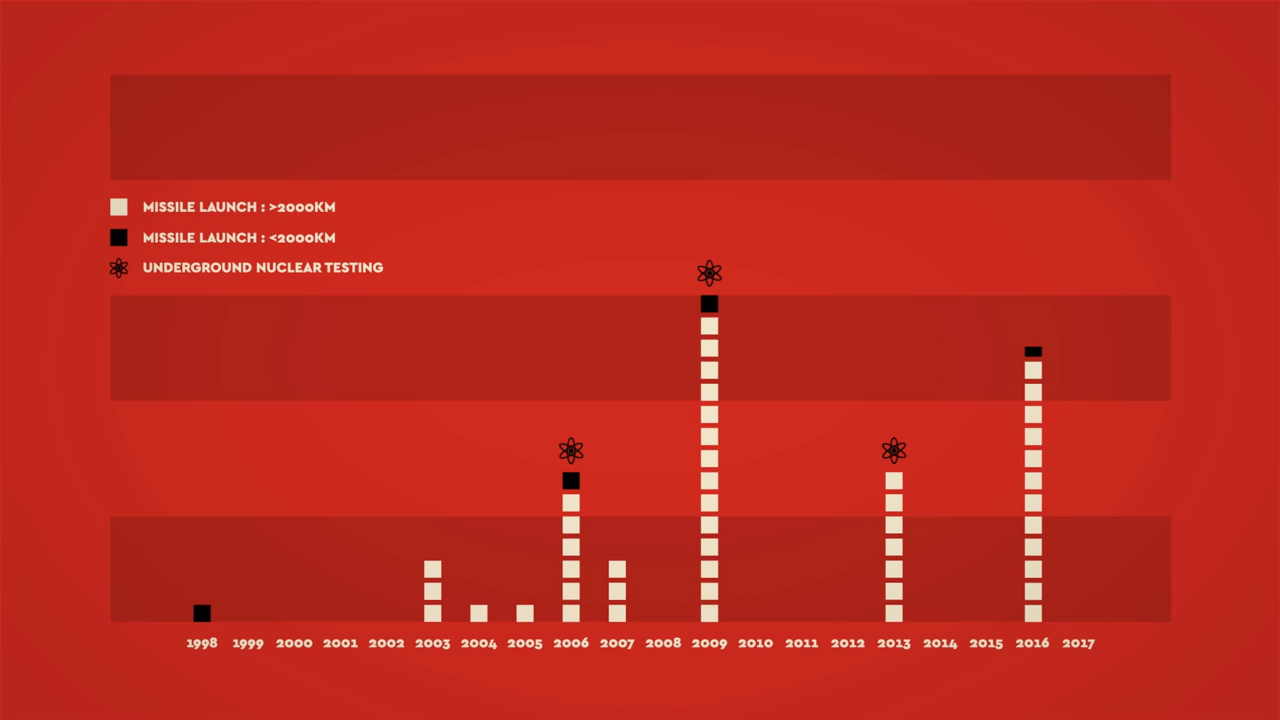 MISSILE LAUNCH : >2000KM
MISSILE LAUNCH : <2000KM
UNDERGROUND NUCLEAR TESTING
1998 1999 2000 2001 2002 2003 2004 2005 2006 2007 2008 2009 2010 2011 2012 2013 2014 2015 2016 2017